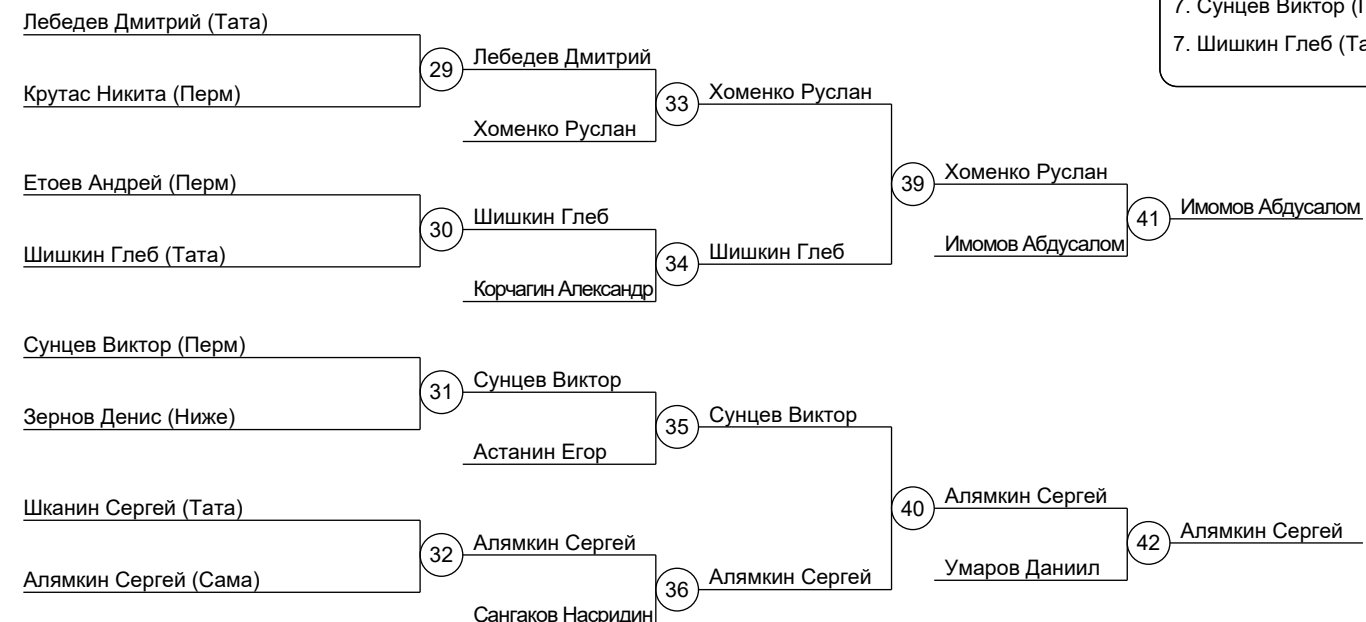 7. Сунцев Виктор (
7. Шишкин Глеб (Та
Лебедев Дмитрий (Тата)
29
Лебедев Дмитрий
Крутас Никита (Перм)
33
Хоменко Руслан
Хоменко Руслан
Етоев Андрей (Перм)
39
Хоменко Руслан
30
Шишкин Глеб
41
Имомов Абдусалом
Шишкин Глеб (Тата)
34
Шишкин Глеб
Имомов Абдусалом
Корчагин Александр
Сунцев Виктор (Перм)
31
Сунцев Виктор
Зернов Денис (Ниже)
35
Сунцев Виктор
Астанин Егор
Шканин Сергей (Тата)
40
Алямкин Сергей
32
Алямкин Сергей
42
Алямкин Сергей
Алямкин Сергей (Сама)
36
Алямкин Сергей
Умаров Даниил
Сангаков Насридин